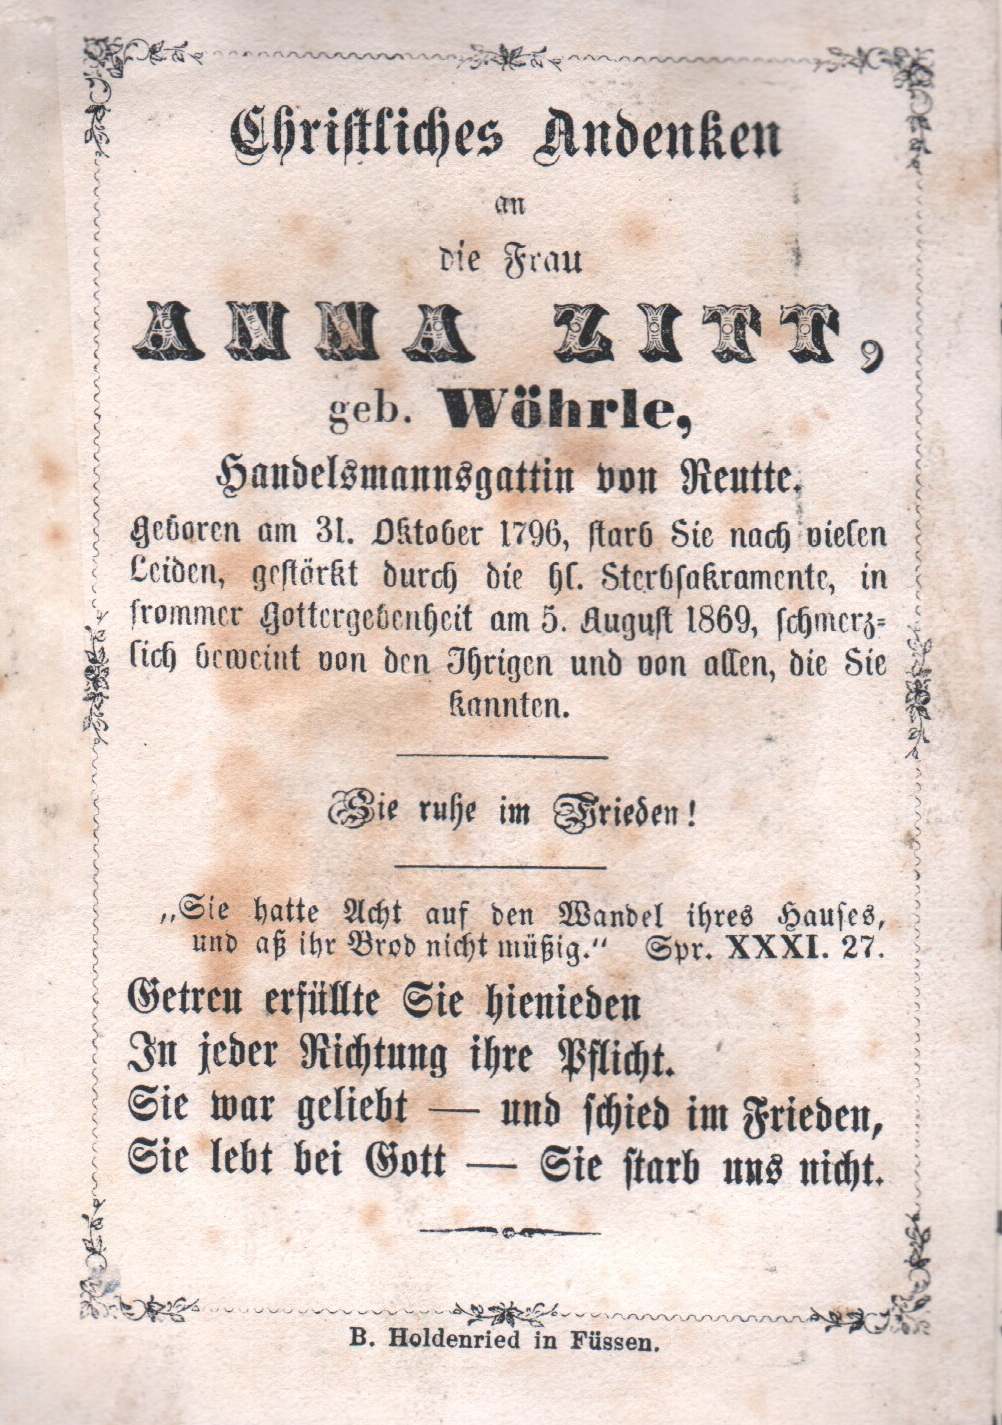 Christliches Andenken
an
die Frau
ANNA ZITT,
geb. Wöhrle,
Handelsmannsgattin von Reutte.
Geboren am 31. Oktober 1796, starb Sie nach vielen
Leiden, gestärkt durch die hl. Sterbsakramente, in
frommer Gottergebenheit am 5. August 1869, schmerz-
lich beweint von den Ihrigen und von allen, die Sie
kannten.
Sie ruhe im Frieden!
„Sie hatte Acht auf den Wandel ihres Hauses,
und aß ihr Brod nicht müßig.“ Spr. XXXI. 27.
Getreu erfüllte Sie hienieden
In jeder Richtung ihre Pflicht.
Sie war geliebt — und schied im Frieden,
Sie lebt bei Gott — Sie starb uns nicht.
B. Holdenried in Füssen.